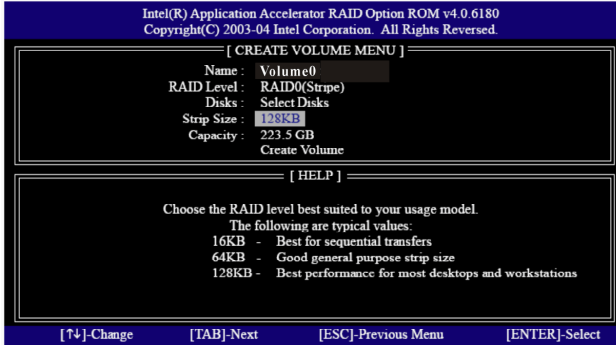 Intel(R) Application Accelerator RAID Option ROM v4.0.6180
Copyright(C) 2003-04 Intel Corporation. All Rights Reversed.
[ CREATE VOLUME MENU ]
Name : Volume0
RAID Level : RAID0(Stripe)
Disks : Select Disks
Strip Size : 128KB
Capacity : 223.5 GB
Create Volume
[ HELP ]
Choose the RAID level best suited to your usage model.
The following are typical values:
16KB - Best for sequential transfers
64KB - Good general purpose strip size
128KB - Best performance for most desktops and workstations
[↑↓]-Change [TAB]-Next [ESC]-Previous Menu [ENTER]-Select